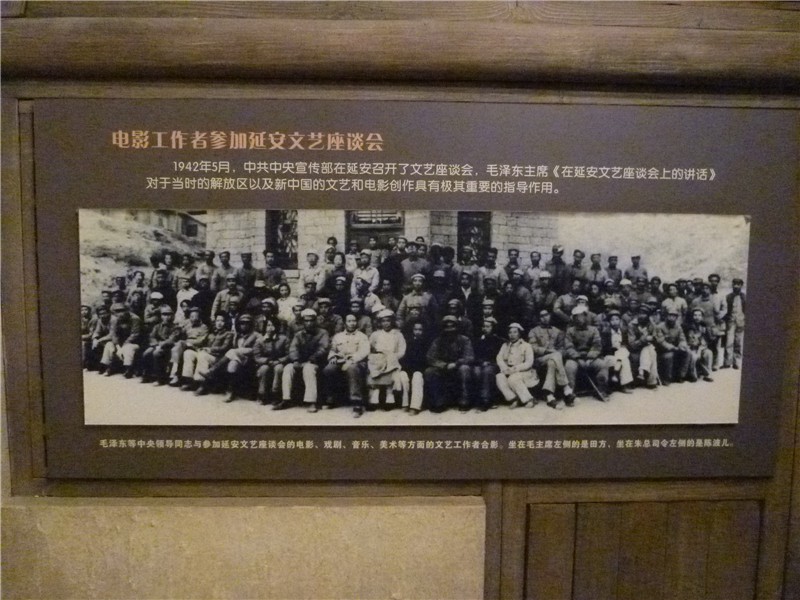 电影工作者参加延安文艺座谈会
1942年5月，中共中央宣传部在延安召开了文艺座谈会，毛泽东主席《在延安文艺座谈会上的讲话》
对于当时的解放区以及新中国的文艺和电影创作具有极其重要的指导作用。
毛泽东等中央领导同志与参加延安文艺座谈会的电影、戏剧、音乐、美术等方面的文艺工作者合影。坐在毛主席左侧的是田方，坐在朱总司令左侧的是陈波儿。